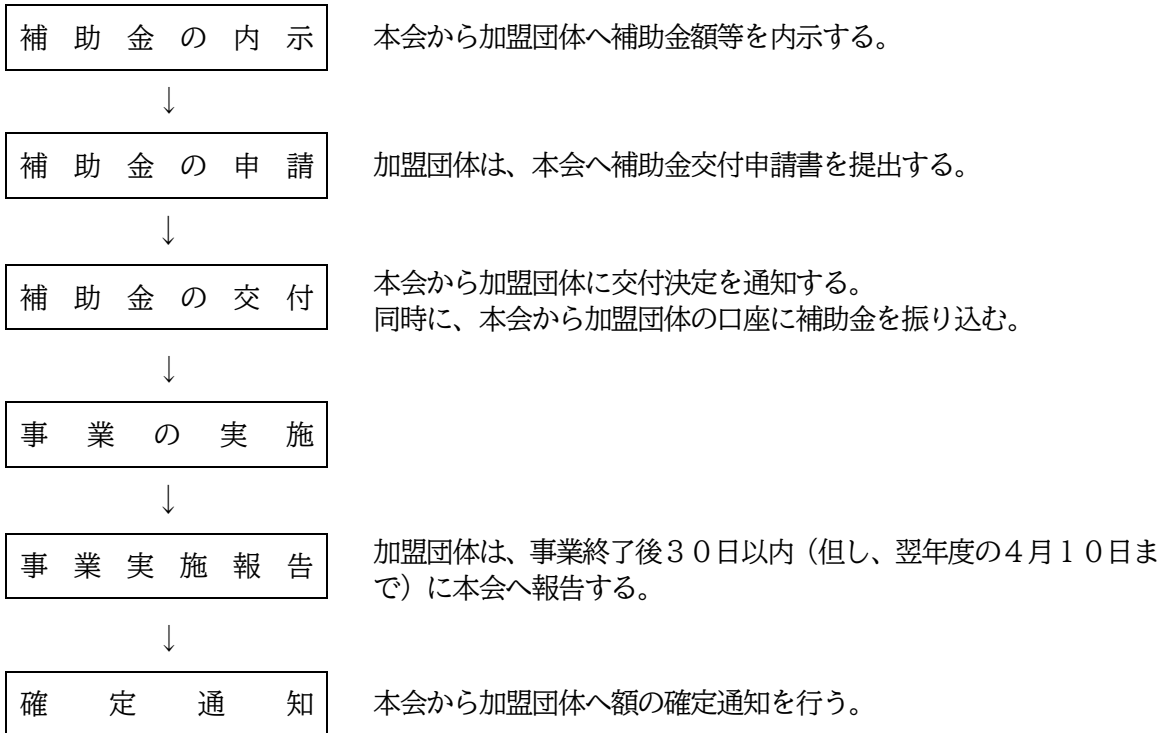 補助金の内示 本会から加盟団体へ補助金額等を内示する。
↓
補助金の申請 加盟団体は、本会へ補助金交付申請書を提出する。
↓
補助金の交付 本会から加盟団体に交付決定を通知する。
同時に、本会から加盟団体の口座に補助金を振り込む。
↓
事業の実施
↓
事業実施報告 加盟団体は、事業終了後30日以内(但し、翌年度の4月10日ま
で)に本会へ報告する。
↓
確定通知 本会から加盟団体へ額の確定通知を行う。